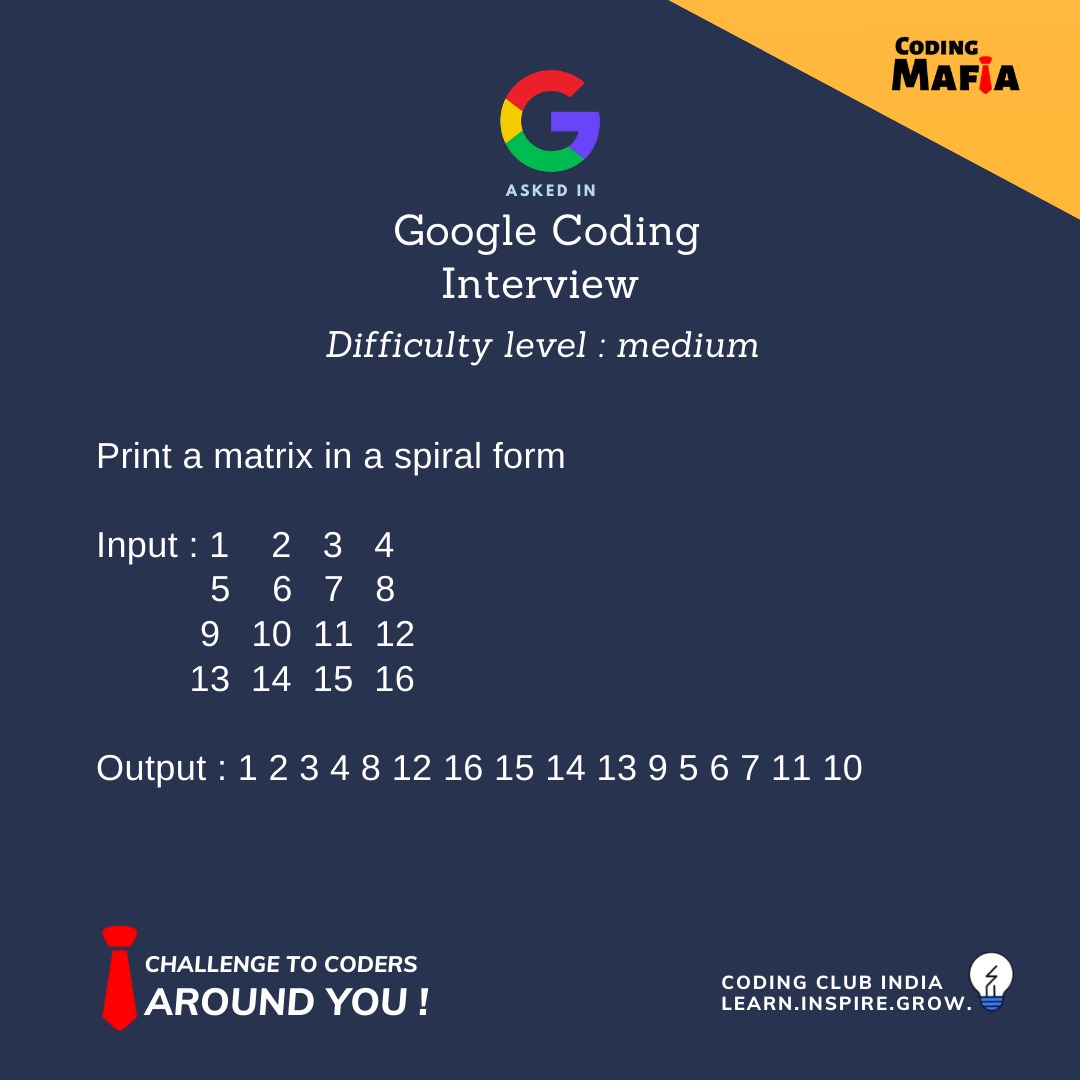 CODING
MAFIA
ASKED IN
Google Coding
Interview
Difficulty level : medium
Print a matrix in a spiral form
Input : 1 2 3 4
5 6 7 8
9 10 11 12
13 14 15 16
Output : 1 2 3 4 8 12 16 15 14 13 9 5 6 7 11 10
CHALLENGE TO CODERS
AROUND YOU !
CODING CLUB INDIA
LEARN.INSPIRE.GROW.